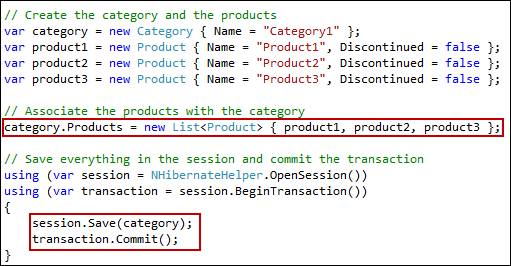 // Create the category and the products
var category = new Category { Name = "Category1" };
var product1 = new Product { Name = "Product1", Discontinued = false };
var product2 = new Product { Name = "Product2", Discontinued = false };
var product3 = new Product { Name = "Product3", Discontinued = false };
// Associate the products with the category
category.Products = new List<Product> { product1, product2, product3 };
// Save everything in the session and commit the transaction
using (var session = NHibernateHelper.OpenSession())
using (var transaction = session.BeginTransaction())
{
session.Save(category);
transaction.Commit();
}